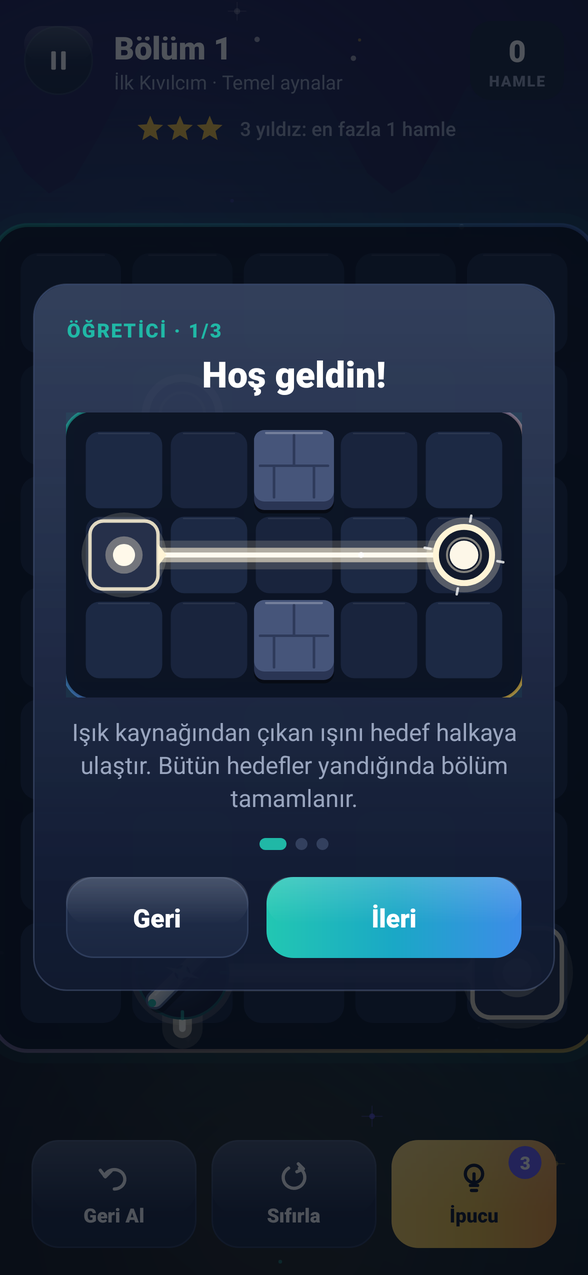 Bölüm 1
0
İlk Kıvılcım · Temel aynalar
HAMLE
3 yıldız: en fazla 1 hamle
ÖĞRETİCİ · 1/3
Hoş geldin!
Işık kaynağından çıkan ışını hedef halkaya
ulaştır. Bütün hedefler yandığında bölüm
tamamlanır.
Geri
İleri
3
Geri Al
Sıfırla
İpucu